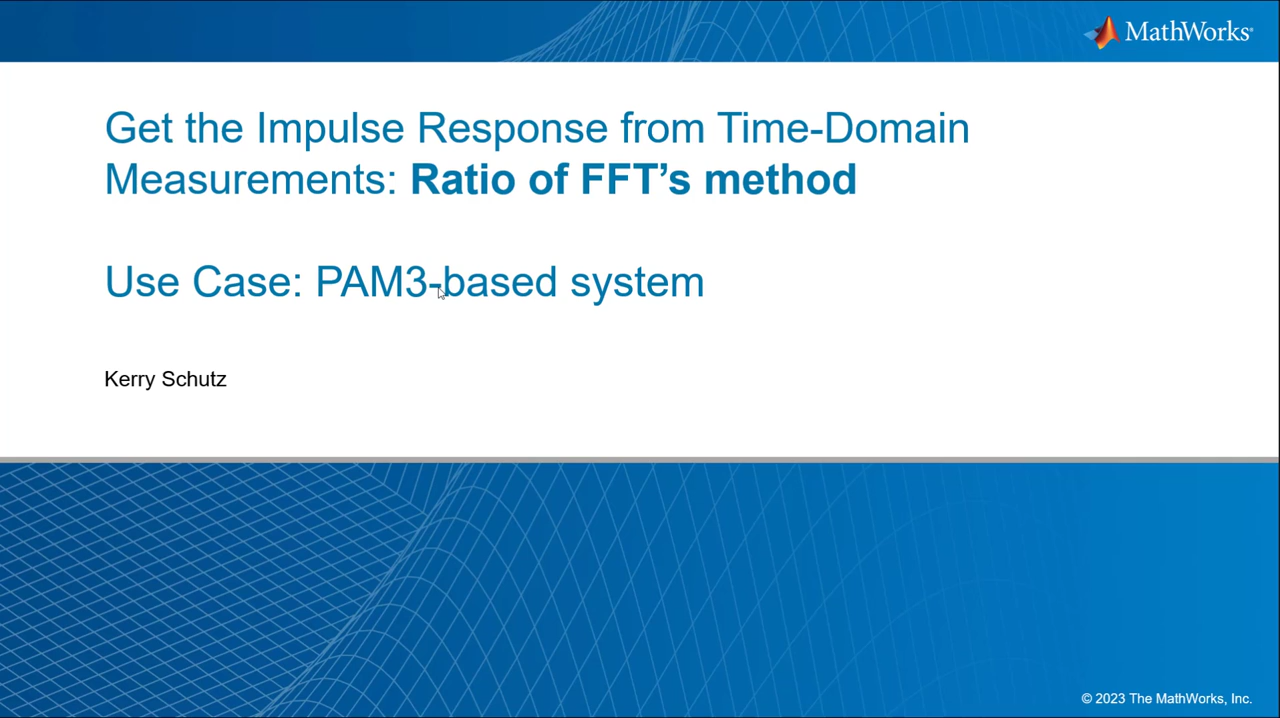 MathWorks®
Get the Impulse Response from Time-Domain
Measurements: Ratio of FFT's method
Use Case: PAM3-based system
Kerry Schutz
© 2023 The MathWorks, Inc.